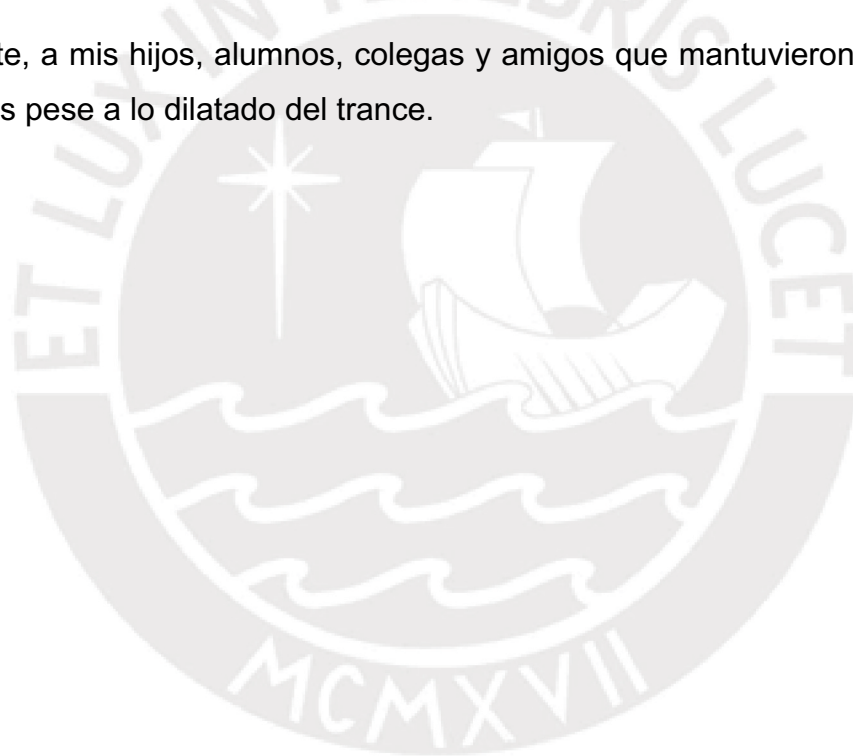 te, a mis hijos, alumnos, colegas y amigos que mantuvieron
s pese a lo dilatado del trance.
ET LUX IN TENEBRIS LUCET
MCMXVII